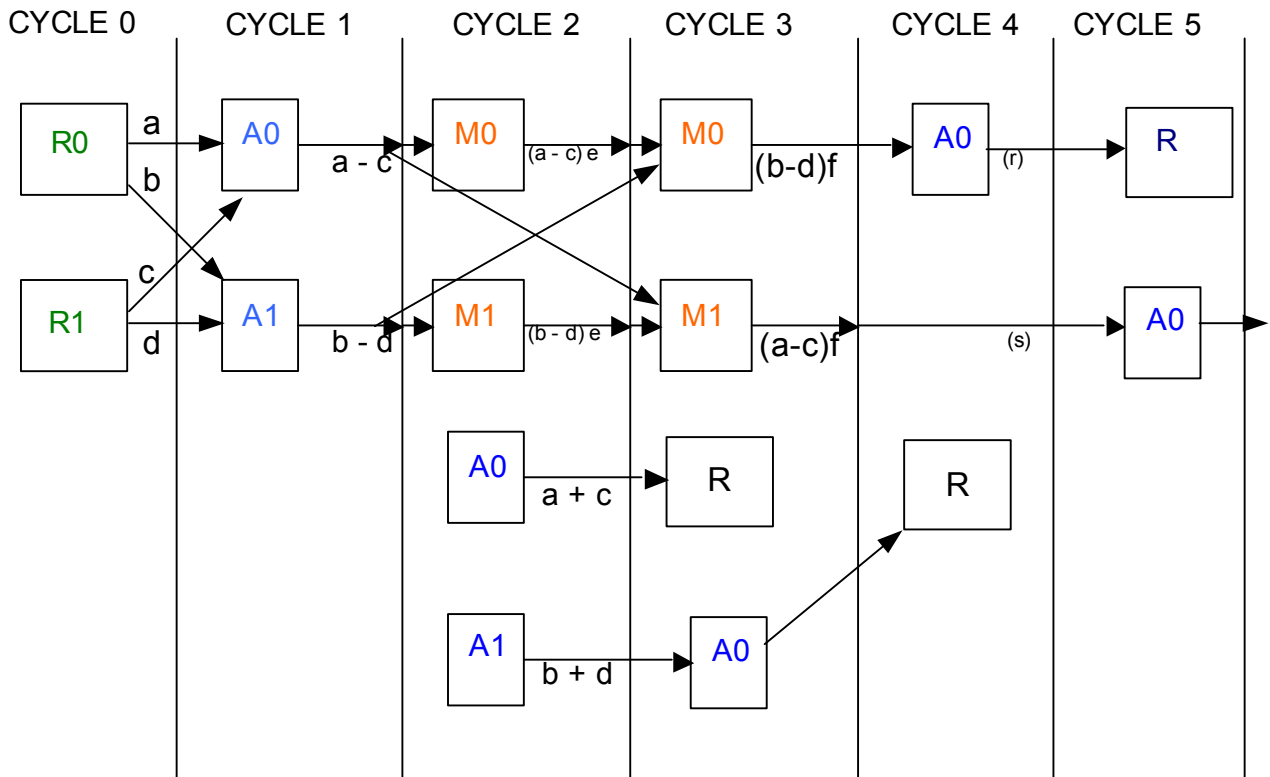 CYCLE 0 CYCLE 1 CYCLE 2 CYCLE 3 CYCLE 4 CYCLE 5
R0 a A0 a - c M0 (a - c) e M0 (b-d)f A0 (r) R
b
c
R1 d A1 b - d M1 (b - d) e M1 (a-c)f (s) A0
A0 a + c R R
A1 b + d A0